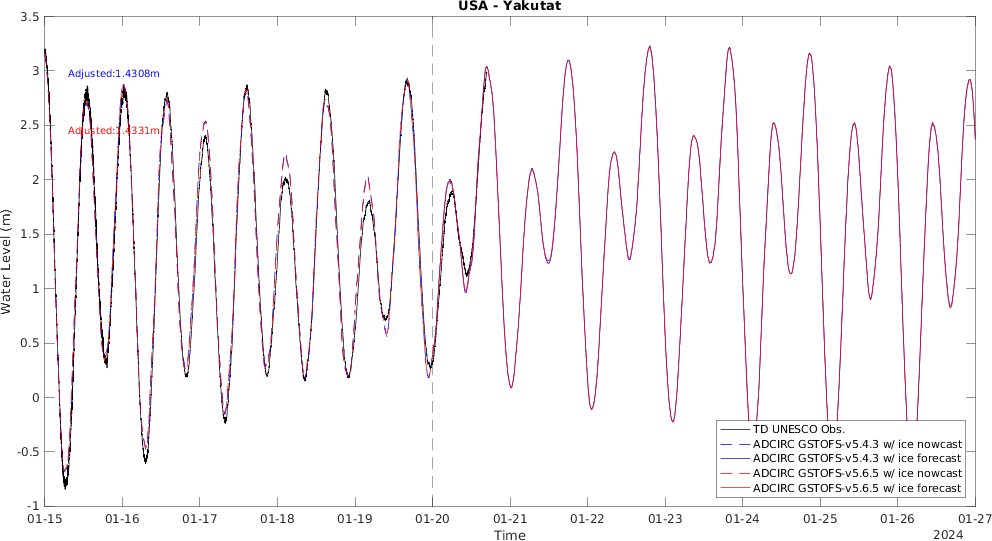 USA - Yakutat
3.5
3
2.5
2
1.5
1
0.5
0
-0.5
-1
Water Level (m)
Adjusted:1.4308m
Adjusted:1.4331m
TD UNESCO Obs.
ADCIRC GSTOFS-v5.4.3 w/ ice nowcast
ADCIRC GSTOFS-v5.4.3 w/ ice forecast
ADCIRC GSTOFS-v5.6.5 w/ ice nowcast
ADCIRC GSTOFS-v5.6.5 w/ ice forecast
01-15 01-16 01-17 01-18 01-19 01-20 01-21 01-22 01-23 01-24 01-25 01-26 01-27
Time
2024